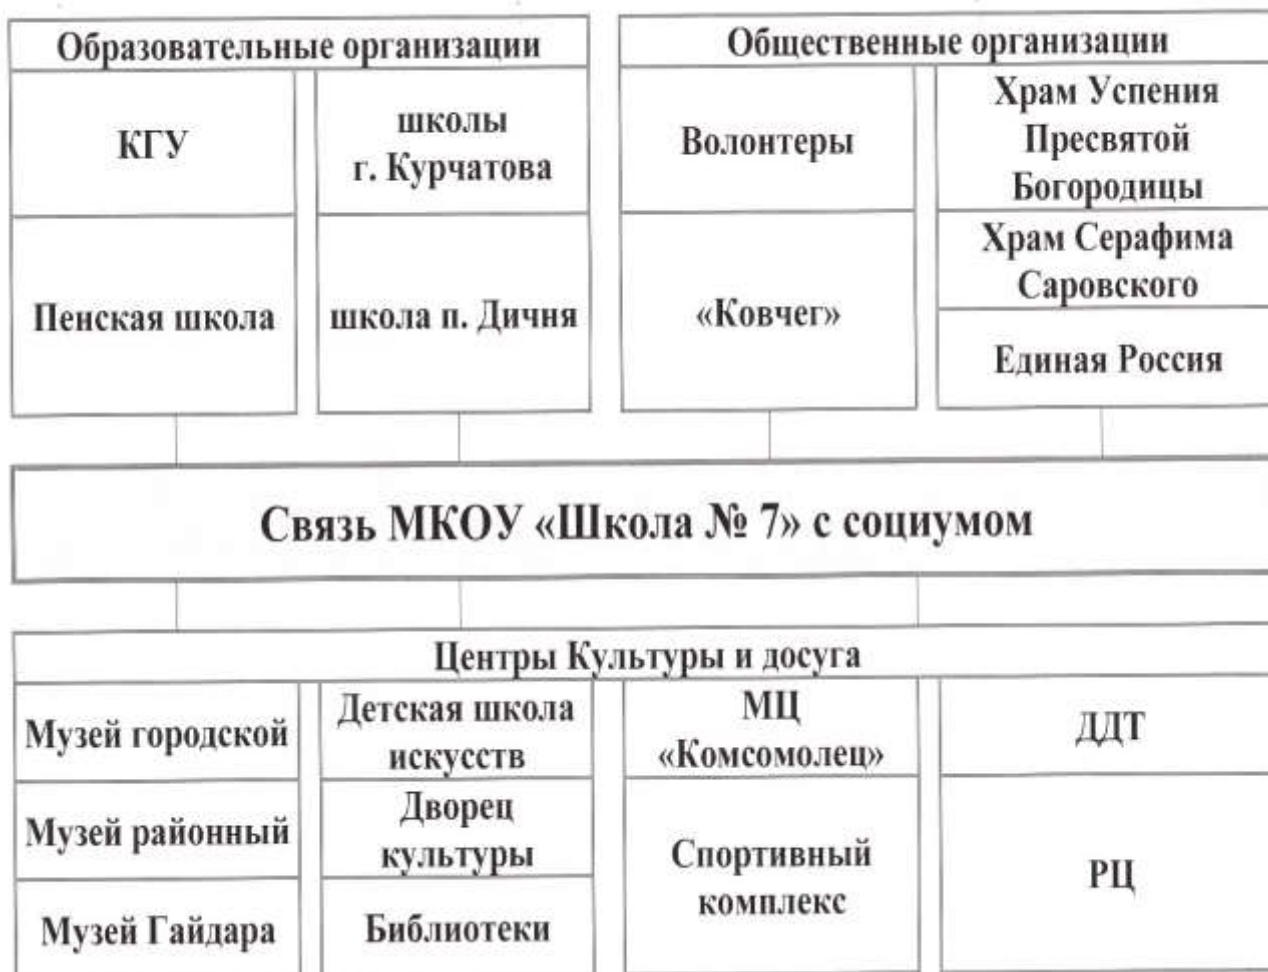 Образовательные организации
КГУ
школы
г. Курчатова
Пенская школа
школа п. Дичня
Общественные организации
Волонтеры
Храм Успения
Пресвятой
Богородицы
«Ковчег»
Храм Серафима
Саровского
Единая Россия
Связь МКОУ «Школа № 7» с социумом
Центры Культуры и досуга
Музей городской
Детская школа
искусств
МЦ
«Комсомолец»
ДДТ
Музей районный
Дворец
культуры
Спортивный
комплекс
РЦ
Музей Гайдара
Библиотеки